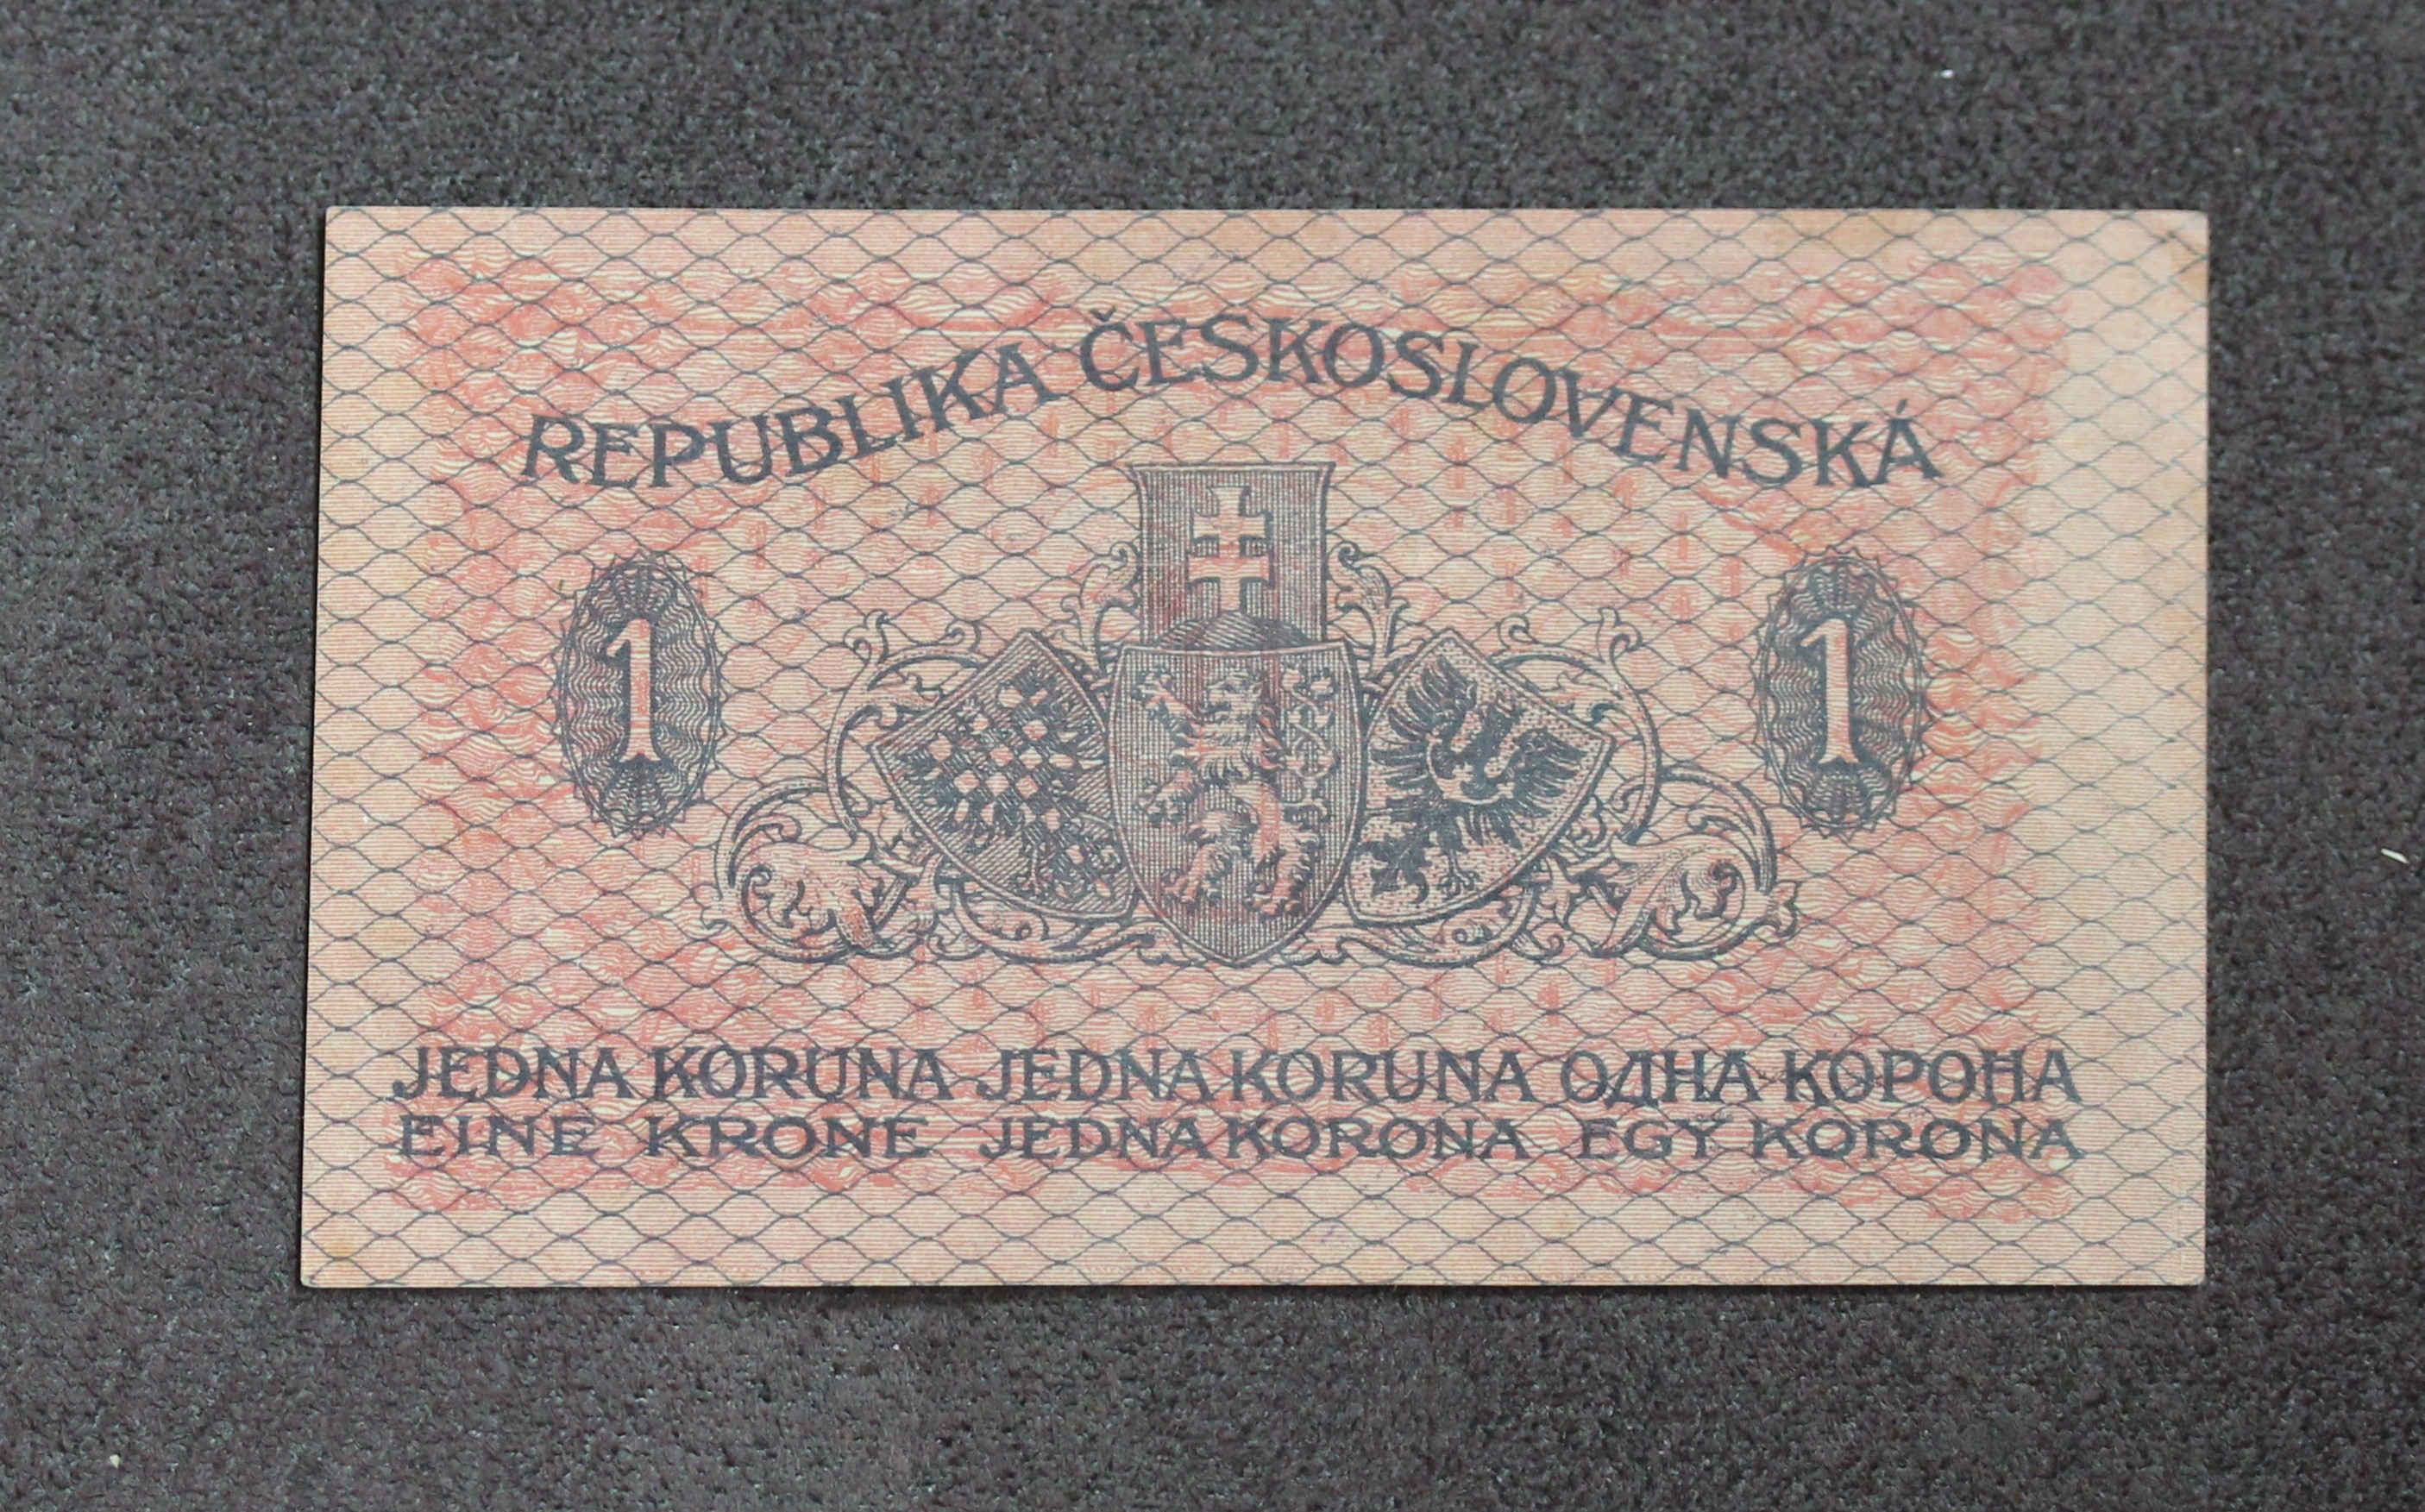 REPUBLIKA ČESKOSLOVENSKÁ
1 1
JEDNA KORUNA JEDNA KORUNA ОДНА КОРОНА
EINE KRONE JEDNA KORONA EGY KORONA